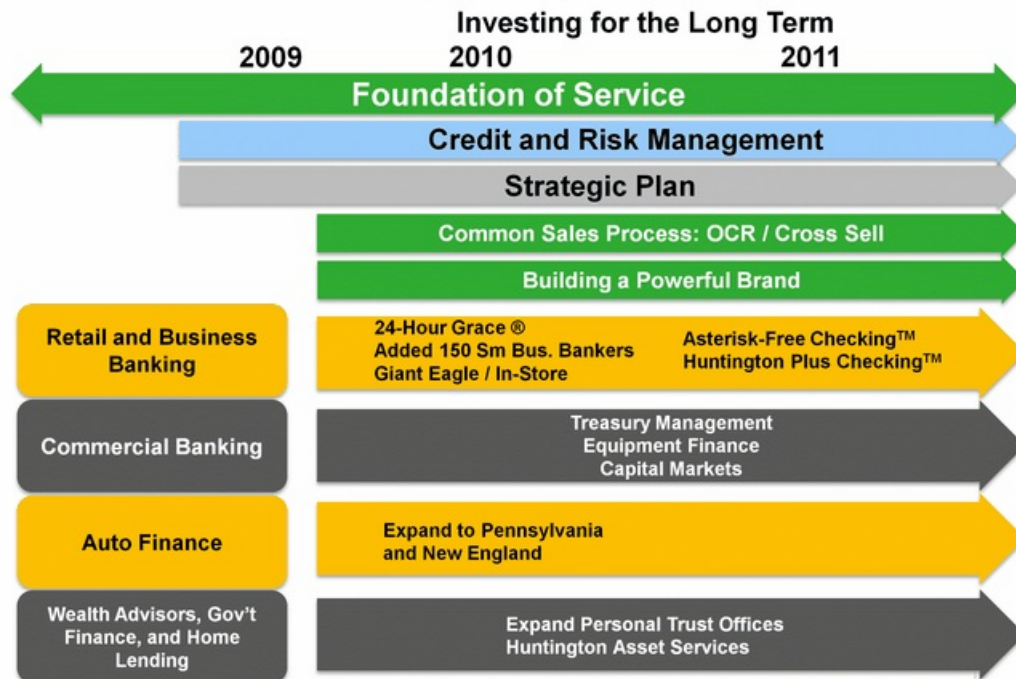 Investing for the Long Term
2009 2010 2011
Foundation of Service
Credit and Risk Management
Strategic Plan
Common Sales Process: OCR / Cross Sell
Building a Powerful Brand
Retail and Business
Banking
24-Hour Grace ®
Added 150 Sm Bus. Bankers
Giant Eagle / In-Store
Asterisk-Free Checking™
Huntington Plus Checking™
Commercial Banking
Treasury Management
Equipment Finance
Capital Markets
Auto Finance
Expand to Pennsylvania
and New England
Wealth Advisors, Gov't
Finance, and Home
Lending
Expand Personal Trust Offices
Huntington Asset Services